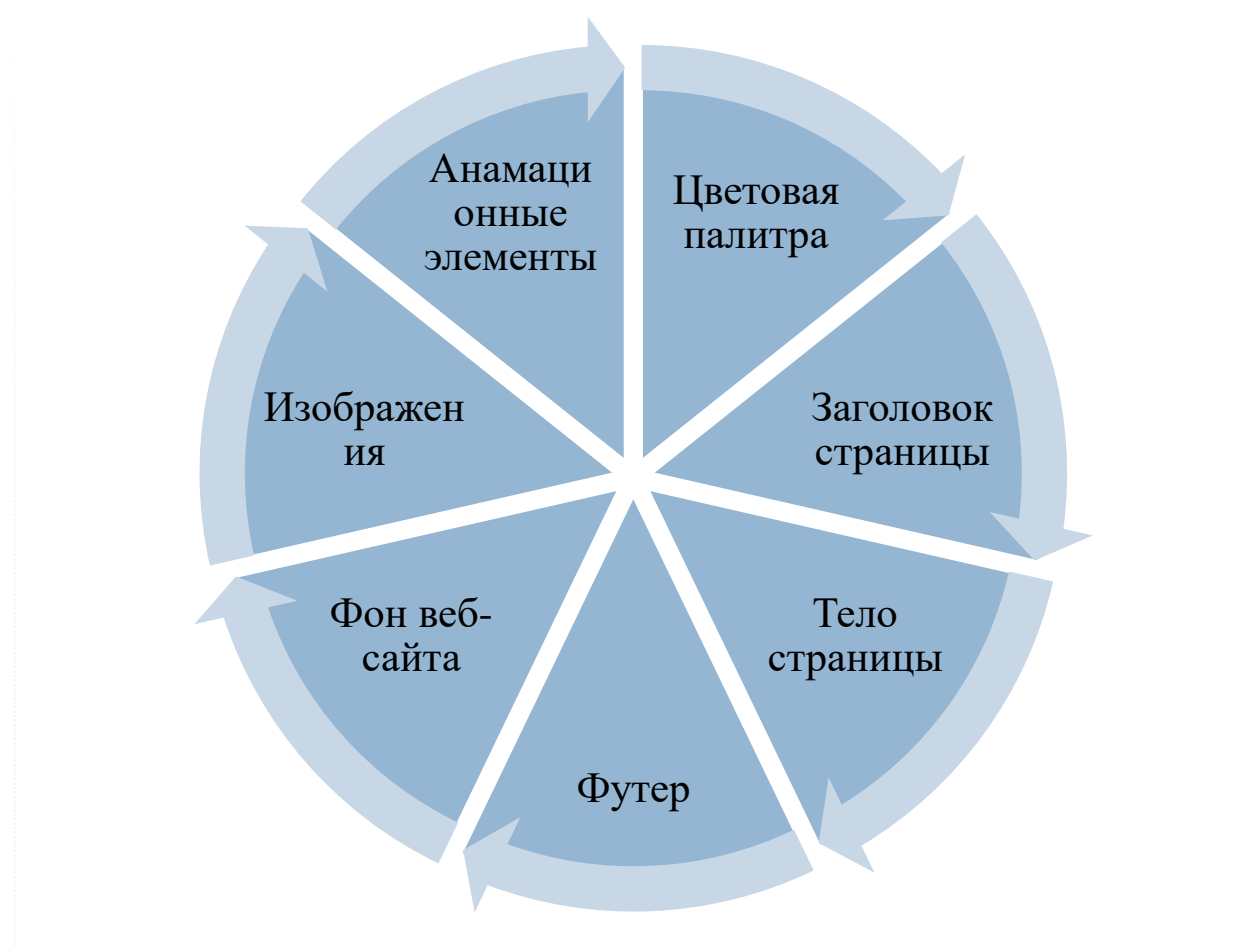 Цветовая
палитра
Заголовок
страницы
Тело
страницы
Футер
Фон веб-
сайта
Изображен
ия
Анамаци
онные
элементы